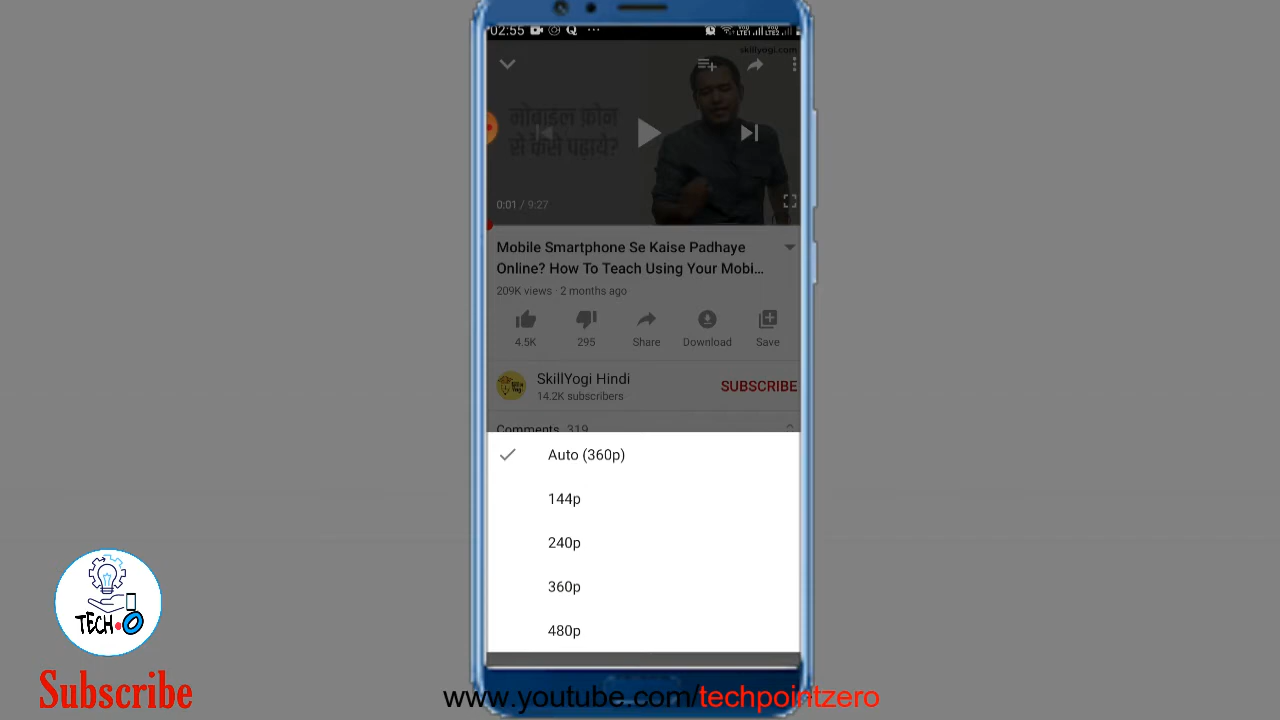 02:55
skillyogi.com
मोबाइल फ़ोन
से कैसे पढ़ाये?
0:01 / 9:27
Mobile Smartphone Se Kaise Padhaye
Online? How To Teach Using Your Mobi...
209K views · 2 months ago
4.5K 295 Share Download Save
SkillYogi Hindi
14.2K subscribers
SUBSCRIBE
Comments 319
Auto (360p)
144p
240p
360p
480p
TECH
Subscribe
www.youtube.com/techpointzero